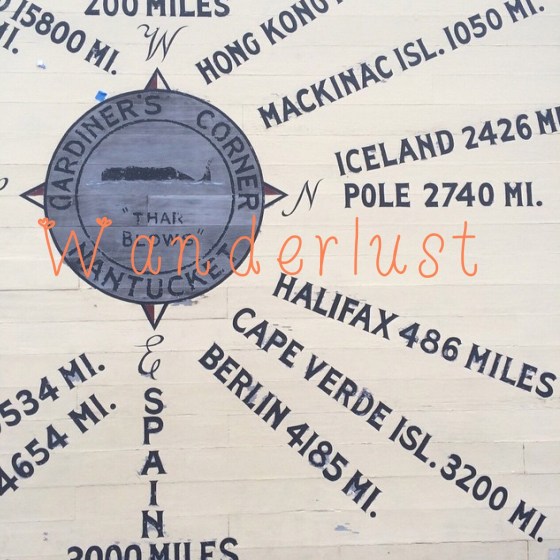 200 MILES
15800 MI.
MI.
W
HONG KONG
MACKINAC ISL. 1050 MI.
ICELAND 2426 MI
N
POLE 2740 MI.
GARDINER'S CORNER
"THAR
BLOWS"
NANTUCKET
Wanderlust
HALIFAX 486 MILES
CAPE VERDE ISL. 3200 MI.
BERLIN 4185 MI.
E
SPAIN
3000 MILES
534 MI.
4654 MI.